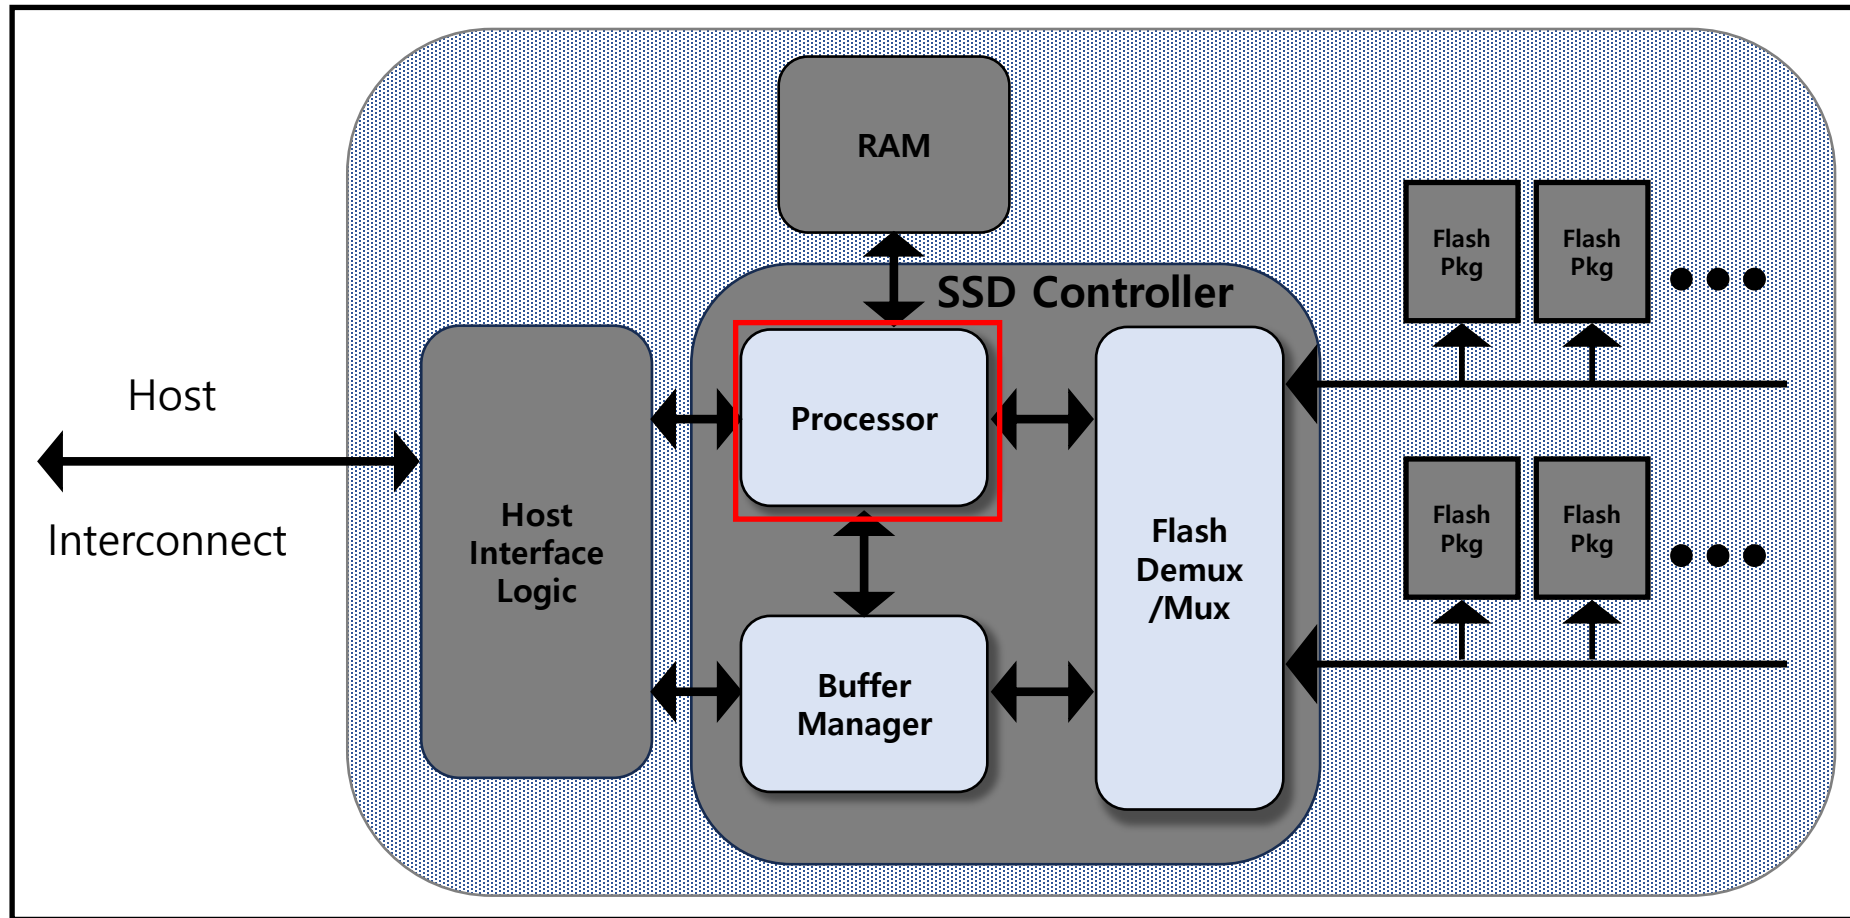 RAM
SSD Controller
Flash
Pkg
Flash
Pkg
Host
Interconnect
Processor
Host
Interface
Logic
Flash
Demux
/Mux
Flash
Pkg
Flash
Pkg
Buffer
Manager